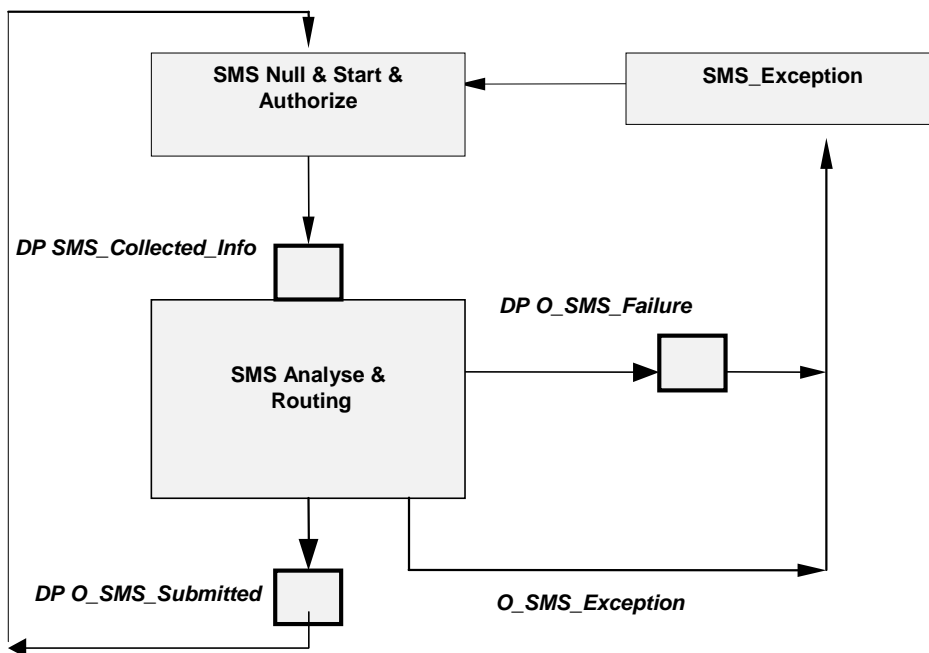 SMS Null & Start &
Authorize
SMS_Exception
DP SMS_Collected_Info
DP O_SMS_Failure
SMS Analyse &
Routing
DP O_SMS_Submitted
O_SMS_Exception